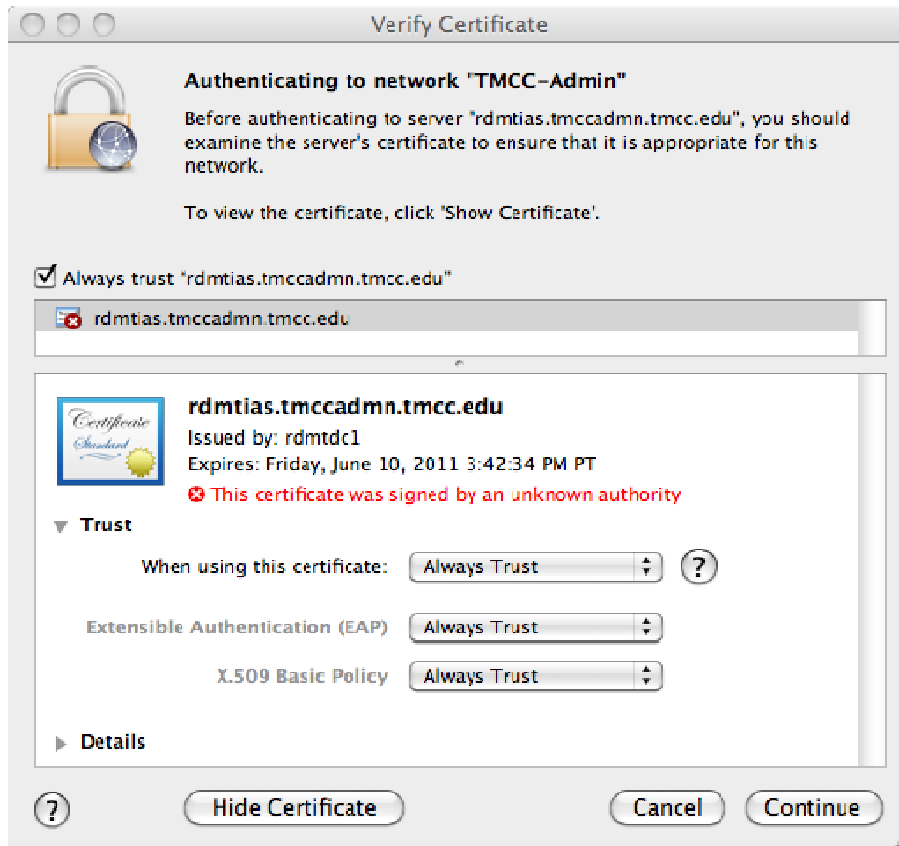 Verify Certificate
Authenticating to network "TMCC-Admin"
Before authenticating to server "rdmtias.tmccadmn.tmcc.edu", you should
examine the server's certificate to ensure that it is appropriate for this
network.
To view the certificate, click 'Show Certificate'.
Always trust "rdmtias.tmccadmn.tmcc.edu"
rdmtias.tmccadmn.tmcc.edu
Certificate
Standard
rdmtias.tmccadmn.tmcc.edu
Issued by: rdmtdc1
Expires: Friday, June 10, 2011 3:42:34 PM PT
This certificate was signed by an unknown authority
Trust
When using this certificate: Always Trust ?
Extensible Authentication (EAP) Always Trust
X.509 Basic Policy Always Trust
Details
? Hide Certificate Cancel Continue